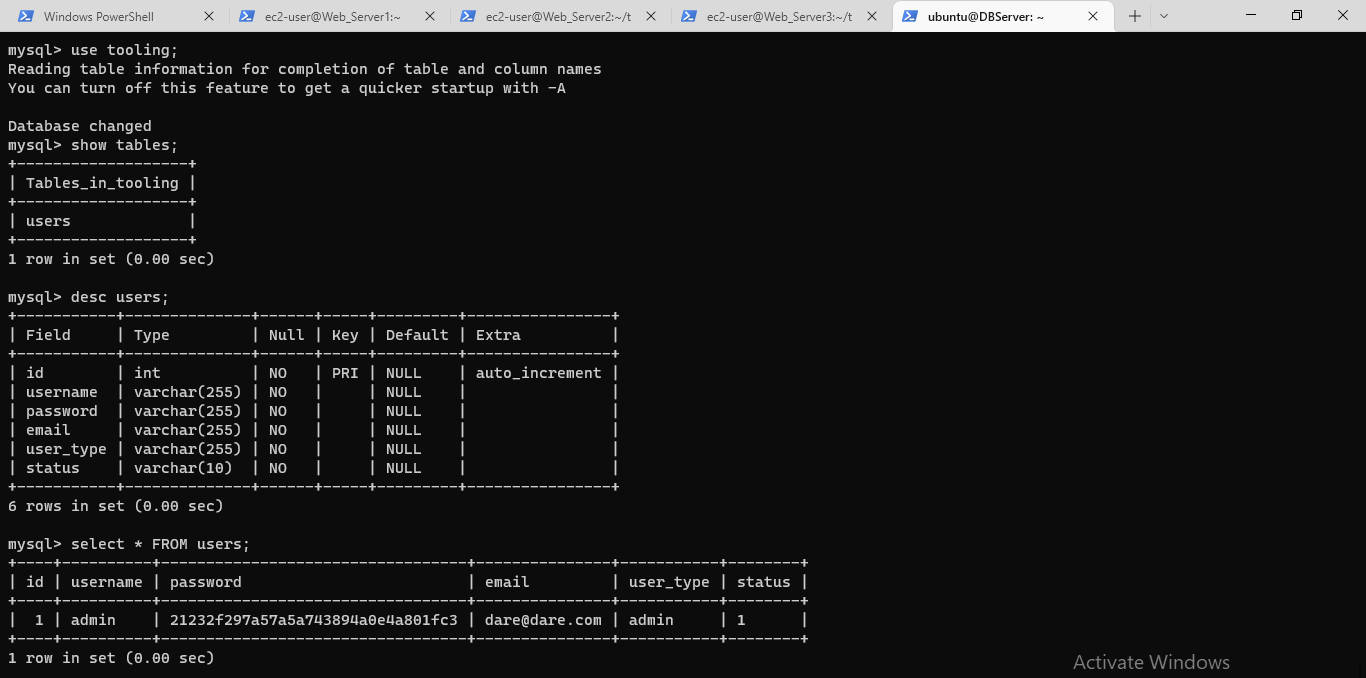 Windows PowerShell ec2-user@Web_Server1:~ ec2-user@Web_Server2:~/t ec2-user@Web_Server3:~/t ubuntu@DBServer: ~
mysql> use tooling;
Reading table information for completion of table and column names
You can turn off this feature to get a quicker startup with -A
Database changed
mysql> show tables;
+-------------------+
| Tables_in_tooling |
+-------------------+
| users             |
+-------------------+
1 row in set (0.00 sec)
mysql> desc users;
+-----------+--------------+------+-----+---------+----------------+
| Field     | Type         | Null | Key | Default | Extra          |
+-----------+--------------+------+-----+---------+----------------+
| id        | int          | NO   | PRI | NULL    | auto_increment |
| username  | varchar(255) | NO   |     | NULL    |                |
| password  | varchar(255) | NO   |     | NULL    |                |
| email     | varchar(255) | NO   |     | NULL    |                |
| user_type | varchar(255) | NO   |     | NULL    |                |
| status    | varchar(10)  | NO   |     | NULL    |                |
+-----------+--------------+------+-----+---------+----------------+
6 rows in set (0.00 sec)
mysql> select * FROM users;
+----+----------+----------------------------------+---------------+-----------+--------+
| id | username | password                         | email         | user_type | status |
+----+----------+----------------------------------+---------------+-----------+--------+
|  1 | admin    | 21232f297a57a5a743894a0e4a801fc3 | dare@dare.com | admin     | 1      |
+----+----------+----------------------------------+---------------+-----------+--------+
1 row in set (0.00 sec)
Activate Windows